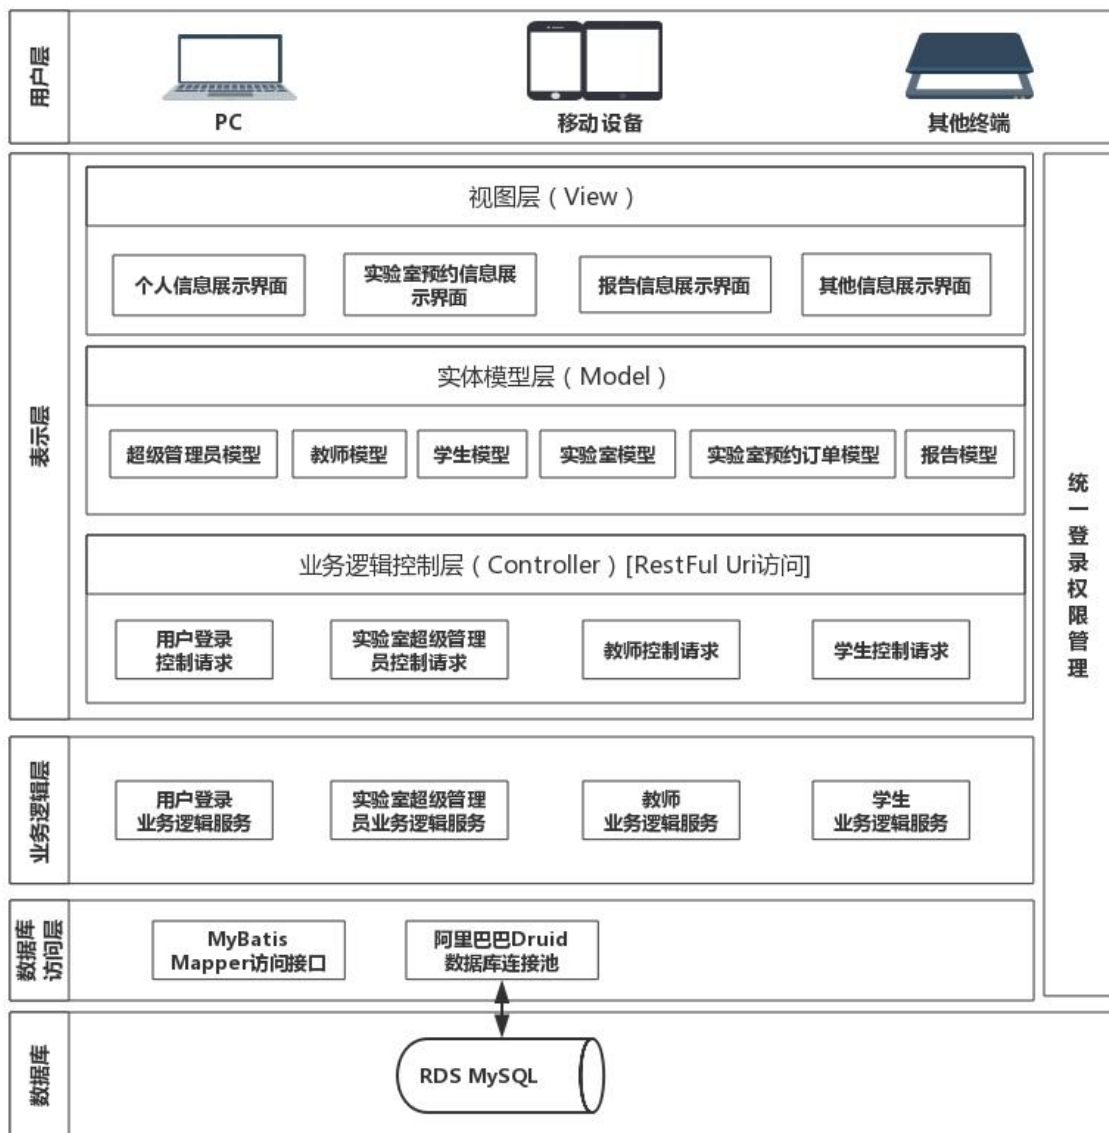 用户层
PC
移动设备
其他终端
表示层
视图层（View）
个人信息展示界面
实验室预约信息展
示界面
报告信息展示界面
其他信息展示界面
实体模型层（Model）
超级管理员模型
教师模型
学生模型
实验室模型
实验室预约订单模型
报告模型
业务逻辑控制层（Controller）[RestFul Uri访问]
用户登录
控制请求
实验室超级管理
员控制请求
教师控制请求
学生控制请求
统一登录权限管理
业务逻辑层
用户登录
业务逻辑服务
实验室超级管理
员业务逻辑服务
教师
业务逻辑服务
学生
业务逻辑服务
数据库
访问层
MyBatis
Mapper访问接口
阿里巴巴Druid
数据库连接池
数据库
RDS MySQL